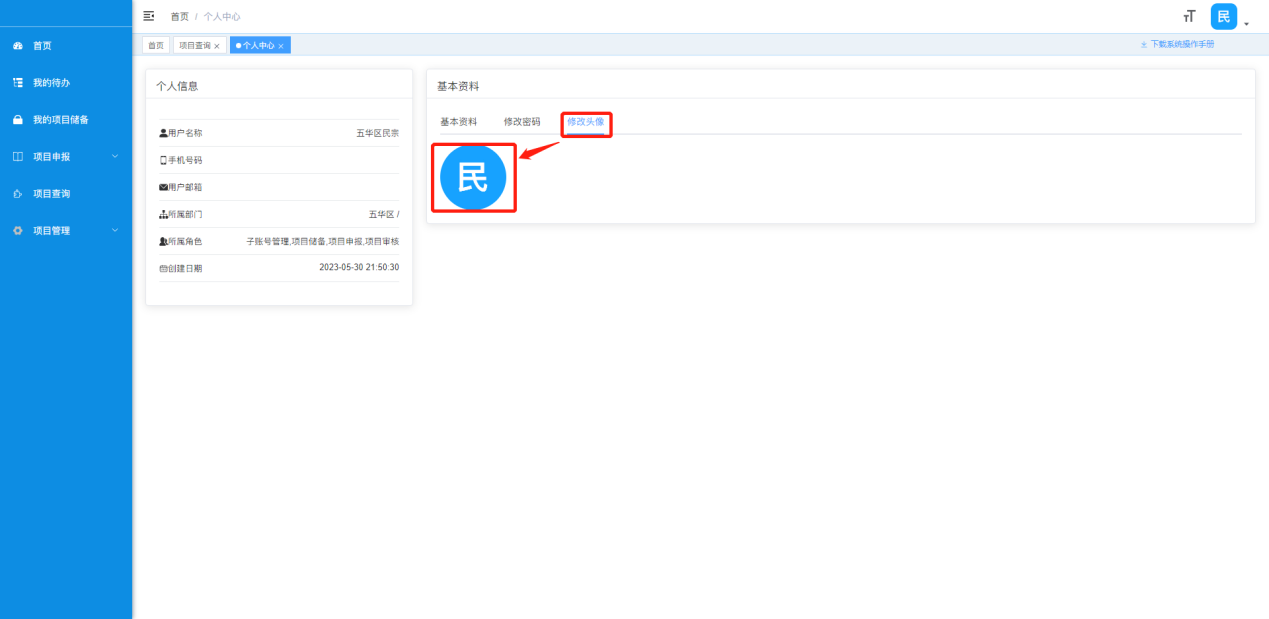 首页 / 个人中心
民
首页
我的待办
我的项目储备
项目申报
项目查询
项目管理
首页
项目查询 ×
个人中心 ×
下载系统操作手册
个人信息
用户名称 五华区民宗
手机号码
用户邮箱
所属部门 五华区 /
所属角色 子账号管理,项目储备,项目申报,项目审核
创建日期 2023-05-30 21:50:30
基本资料
基本资料 修改密码 修改头像
民